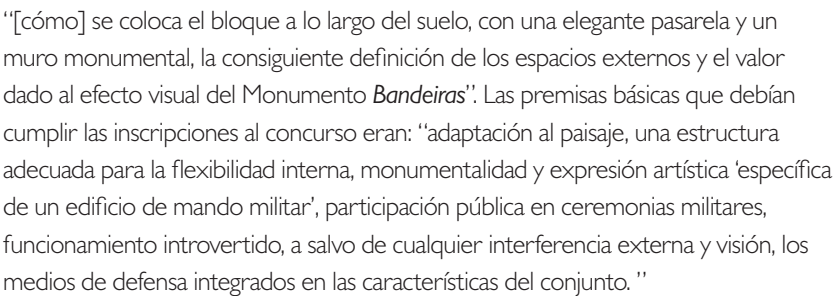 “[cómo] se coloca el bloque a lo largo del suelo, con una elegante pasarela y un
muro monumental, la consiguiente definición de los espacios externos y el valor
dado al efecto visual del Monumento Bandeiras”. Las premisas básicas que debían
cumplir las inscripciones al concurso eran: “adaptación al paisaje, una estructura
adecuada para la flexibilidad interna, monumentalidad y expresión artística ‘específica
de un edificio de mando militar’, participación pública en ceremonias militares,
funcionamiento introvertido, a salvo de cualquier interferencia externa y visión, los
medios de defensa integrados en las características del conjunto. ”